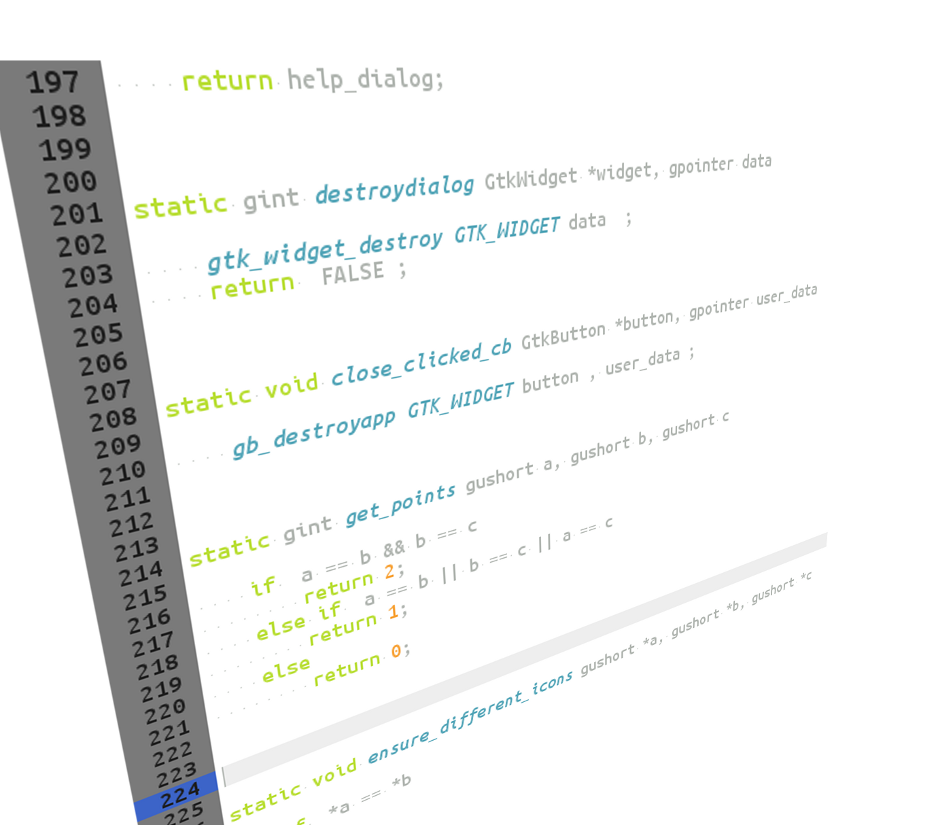 197 return help_dialog;
198
199
200
201 static gint destroydialog GtkWidget *widget, gpointer data
202
203 gtk_widget_destroy GTK_WIDGET data ;
204 return FALSE ;
205
206
207
208 static void close_clicked_cb GtkButton *button, gpointer user_data
209
210 gb_destroyapp GTK_WIDGET button , user_data ;
211
212
213
214 static gint get_points gushort a, gushort b, gushort c
215
216 if a == b && b == c
217 return 2;
218 else if a == b || b == c || a == c
219 return 1;
220 else
221 return 0;
222
223
224
225
static void ensure_different_icons gushort *a, gushort *b, gushort *c
*a == *b